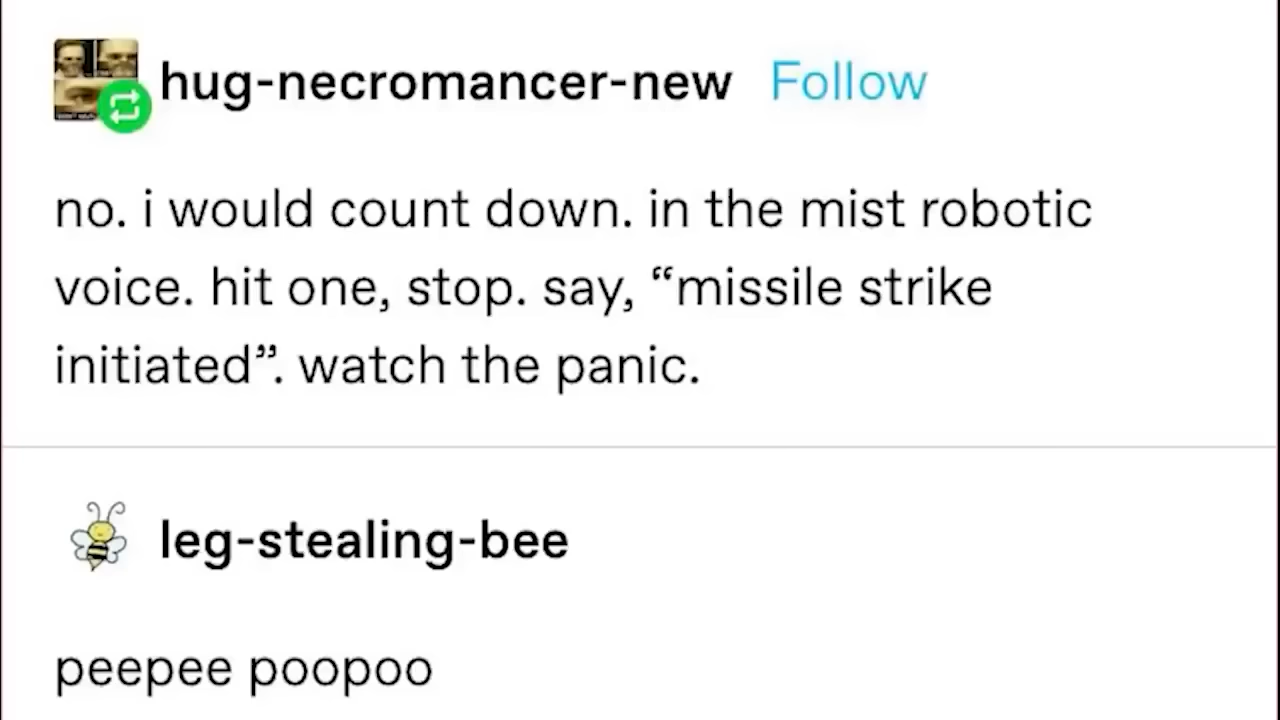 hug-necromancer-new Follow
no. i would count down. in the mist robotic
voice. hit one, stop. say, “missile strike
initiated”. watch the panic.
leg-stealing-bee
peepee poopoo